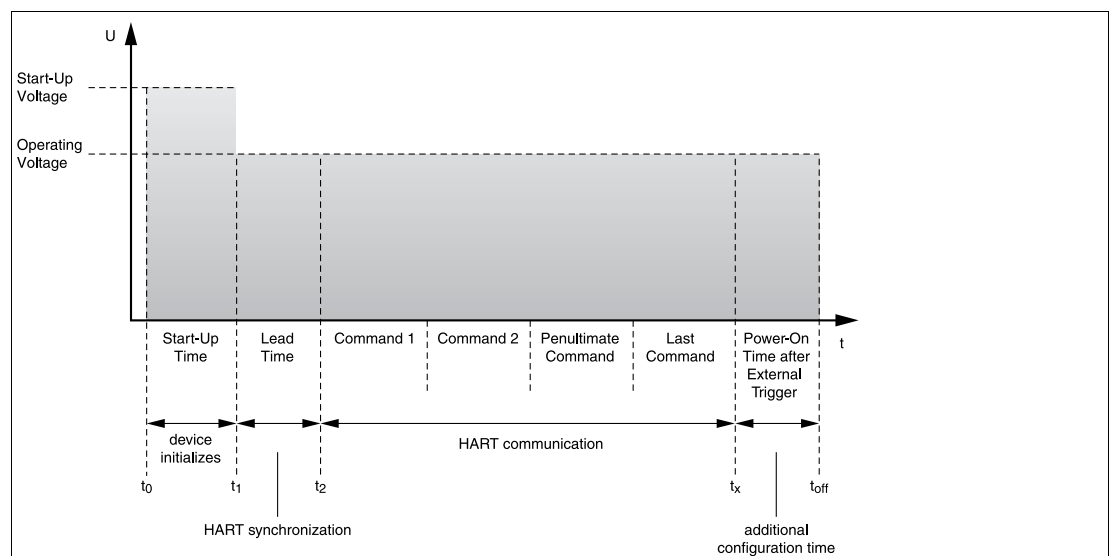 U
Start-Up
Voltage
Operating
Voltage
Start-Up
Time
Lead
Time
Command 1
Command 2
Penultimate
Command
Last
Command
Power-On
Time after
External
Trigger
t
device
initializes
HART communication
t0
t1
t2
tx
toff
HART synchronization
additional
configuration time